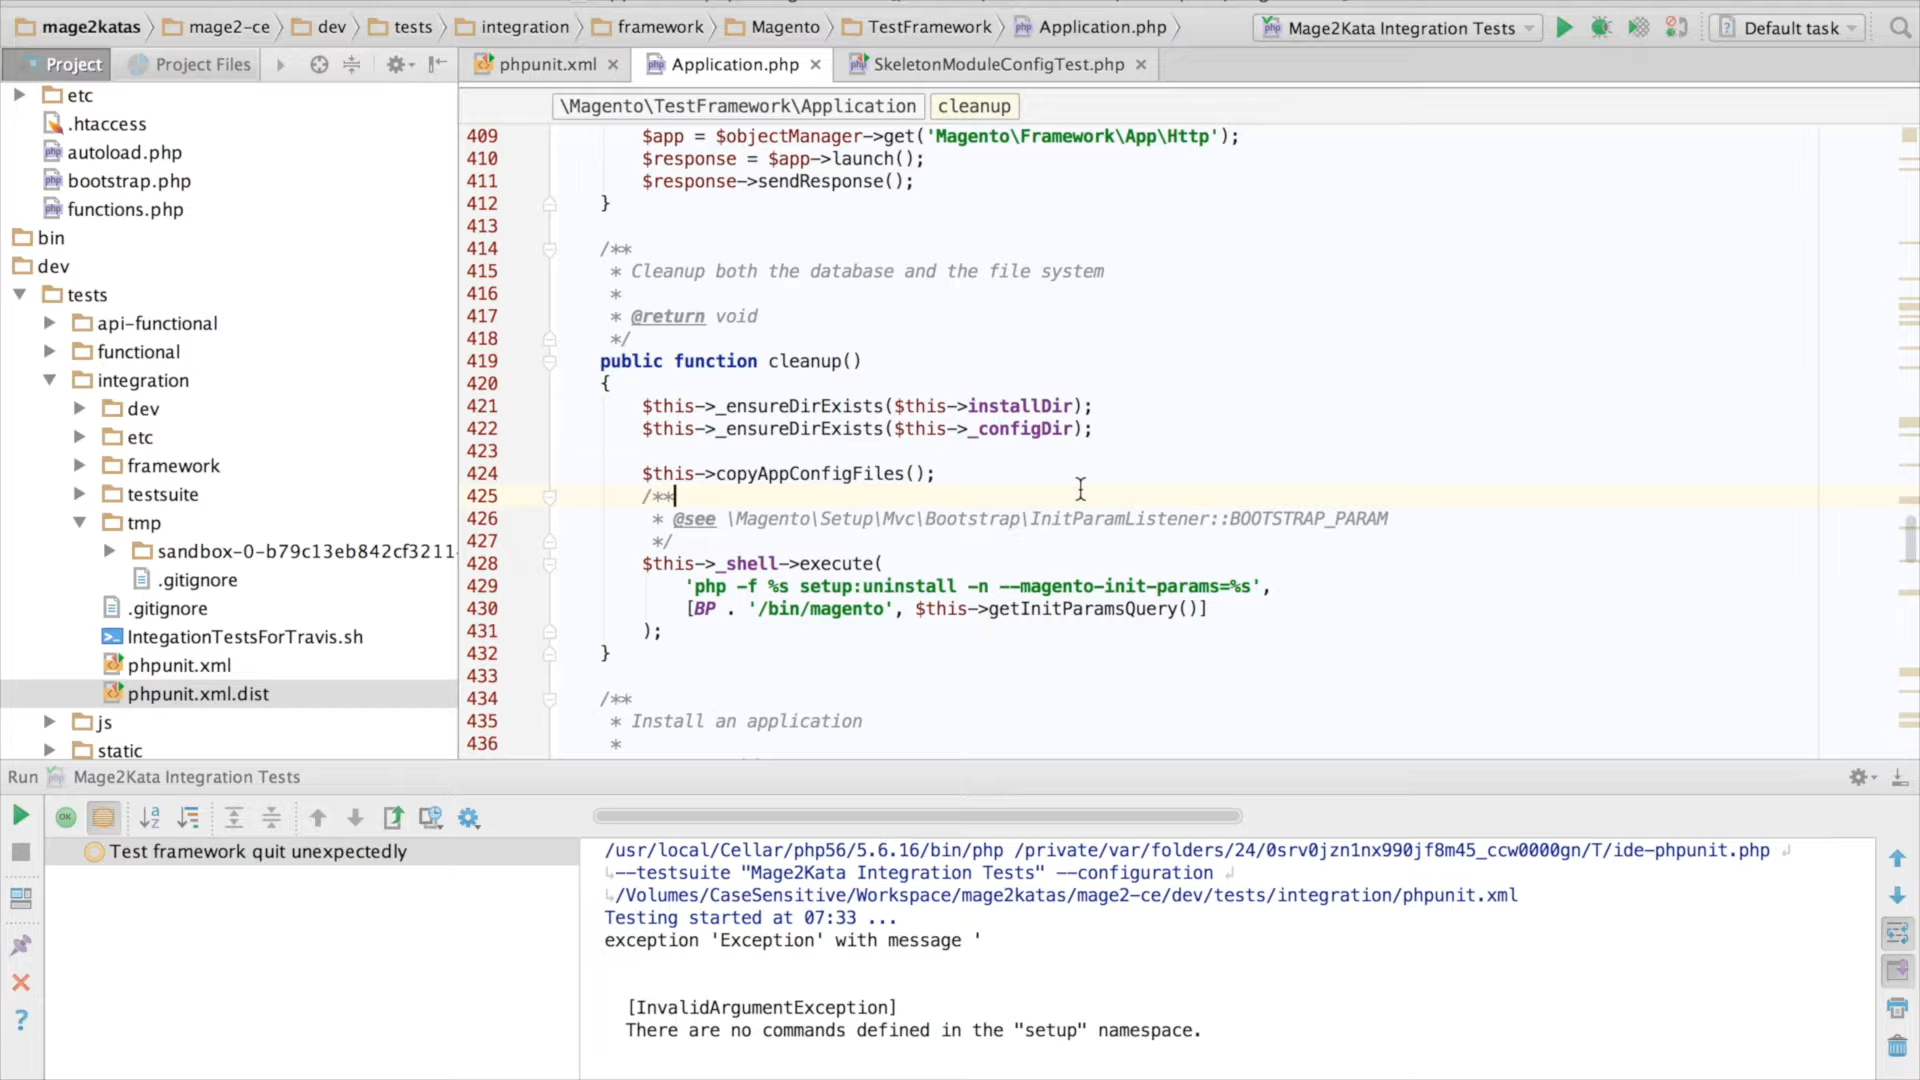 mage2katas mage2-ce dev tests integration framework Magento TestFramework Application.php Mage2Kata Integration Tests Default task
Project Project Files phpunit.xml Application.php SkeletonModuleConfigTest.php
\Magento\TestFramework\Application cleanup
etc
.htaccess
autoload.php
bootstrap.php
functions.php
bin
dev
tests
api-functional
functional
integration
dev
etc
framework
testsuite
tmp
sandbox-0-b79c13eb842cf3211
.gitignore
.gitignore
IntegationTestsForTravis.sh
phpunit.xml
phpunit.xml.dist
js
static
409 $app = $objectManager->get('Magento\Framework\App\Http');
410 $response = $app->launch();
411 $response->sendResponse();
412 }
413
414 /**
415 * Cleanup both the database and the file system
416 *
417 * @return void
418 */
419 public function cleanup()
420 {
421 $this->_ensureDirExists($this->installDir);
422 $this->_ensureDirExists($this->_configDir);
423
424 $this->copyAppConfigFiles();
425 /**
426 * @see \Magento\Setup\Mvc\Bootstrap\InitParamListener::BOOTSTRAP_PARAM
427 */
428 $this->_shell->execute(
429 'php -f %s setup:uninstall -n --magento-init-params=%s',
430 [BP . '/bin/magento', $this->getInitParamsQuery()]
431 );
432 }
433
434 /**
435 * Install an application
436 *
Run Mage2Kata Integration Tests
Test framework quit unexpectedly
/usr/local/Cellar/php56/5.6.16/bin/php /private/var/folders/24/0srv0jzn1nx990jf8m45_ccw0000gn/T/ide-phpunit.php
--testsuite "Mage2Kata Integration Tests" --configuration
/Volumes/CaseSensitive/Workspace/mage2katas/mage2-ce/dev/tests/integration/phpunit.xml
Testing started at 07:33 ...
exception 'Exception' with message '
[InvalidArgumentException]
There are no commands defined in the "setup" namespace.